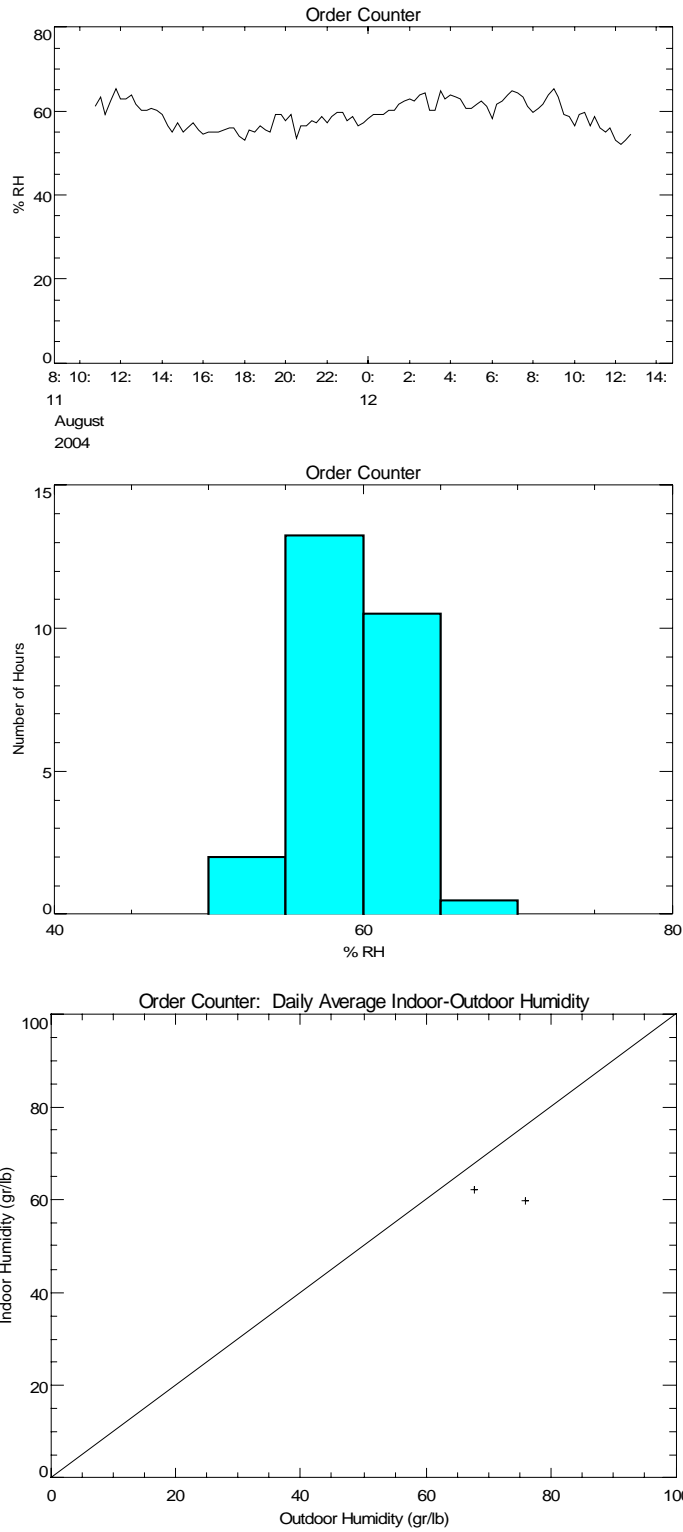 Order Counter
80
60
40
20
0
% RH
8: 10: 12: 14: 16: 18: 20: 22: 0: 2: 4: 6: 8: 10: 12: 14:
11 12
August
2004
Order Counter
15
10
5
0
Number of Hours
40 60 80
% RH
Order Counter: Daily Average Indoor-Outdoor Humidity
100
80
60
40
20
0
Indoor Humidity (gr/lb)
0 20 40 60 80 10
Outdoor Humidity (gr/lb)